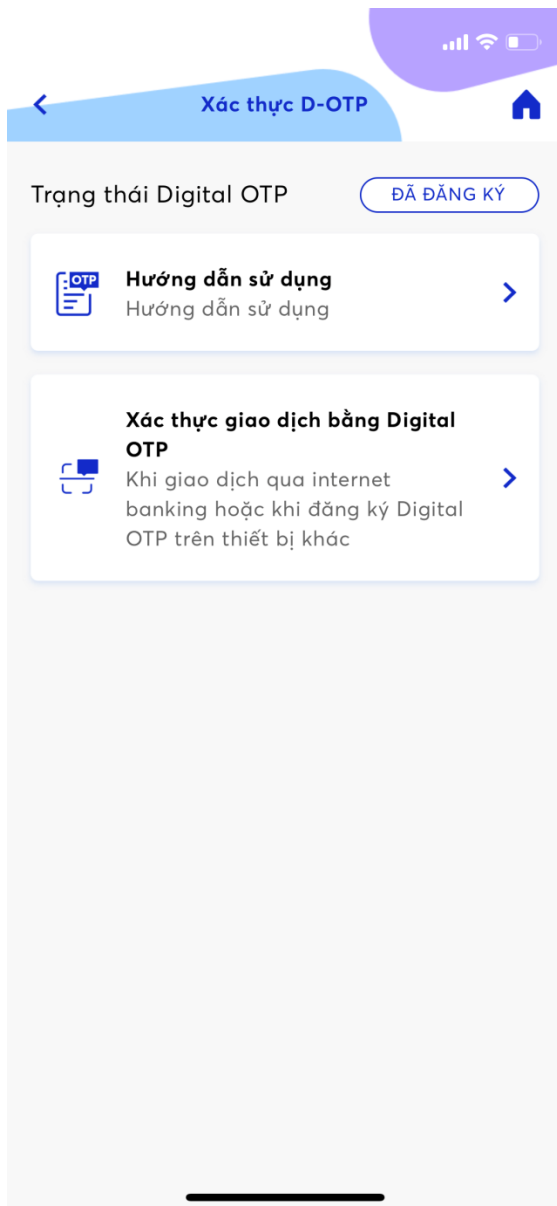 Xác thực D-OTP
Trạng thái Digital OTP
ĐÃ ĐĂNG KÝ
OTP
Hướng dẫn sử dụng
Hướng dẫn sử dụng
Xác thực giao dịch bằng Digital
OTP
Khi giao dịch qua internet
banking hoặc khi đăng ký Digital
OTP trên thiết bị khác